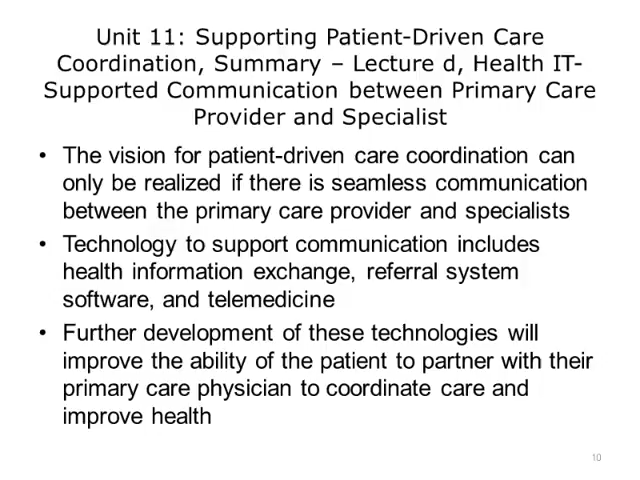 Unit 11: Supporting Patient-Driven Care
Coordination, Summary – Lecture d, Health IT-
Supported Communication between Primary Care
Provider and Specialist
• The vision for patient-driven care coordination can
only be realized if there is seamless communication
between the primary care provider and specialists
• Technology to support communication includes
health information exchange, referral system
software, and telemedicine
• Further development of these technologies will
improve the ability of the patient to partner with their
primary care physician to coordinate care and
improve health
10